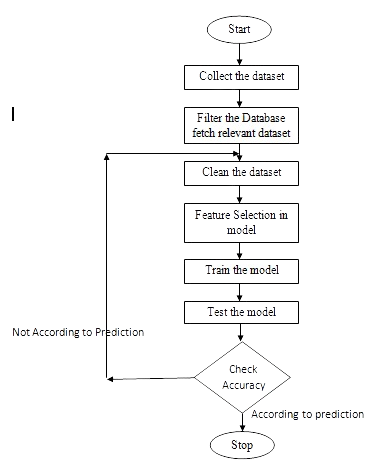 Start
Collect the dataset
Filter the Database
fetch relevant dataset
Clean the dataset
Feature Selection in
model
Train the model
Test the model
Not According to Prediction
Check
Accuracy
According to prediction
Stop